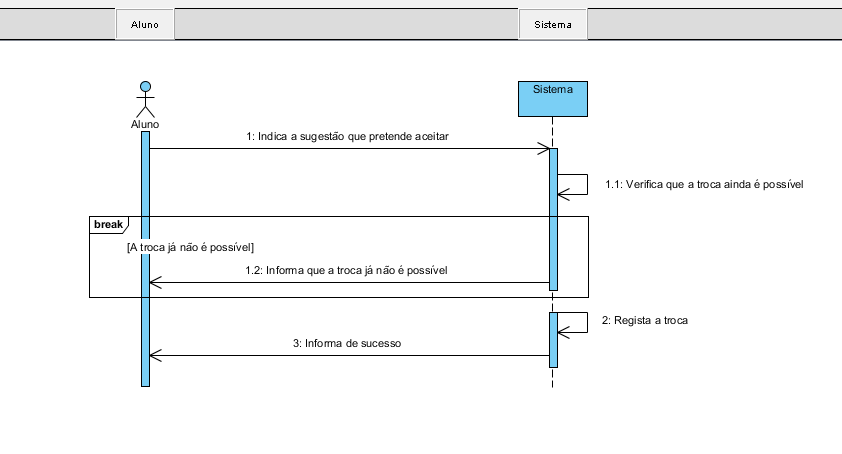 Aluno
Sistema
Sistema
Aluno
1: Indica a sugestão que pretende aceitar
1.1: Verifica que a troca ainda é possível
break
[A troca já não é possível]
1.2: Informa que a troca já não é possível
2: Regista a troca
3: Informa de sucesso